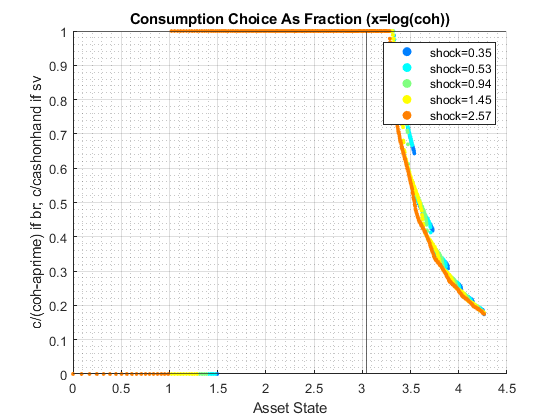 Consumption Choice As Fraction (x=log(coh))
c/(coh-aprime) if br, c/cashonhand if sv
1
0.9
0.8
0.7
0.6
0.5
0.4
0.3
0.2
0.1
0
shock=0.35
shock=0.53
shock=0.94
shock=1.45
shock=2.57
0 0.5 1 1.5 2 2.5 3 3.5 4 4.5
Asset State